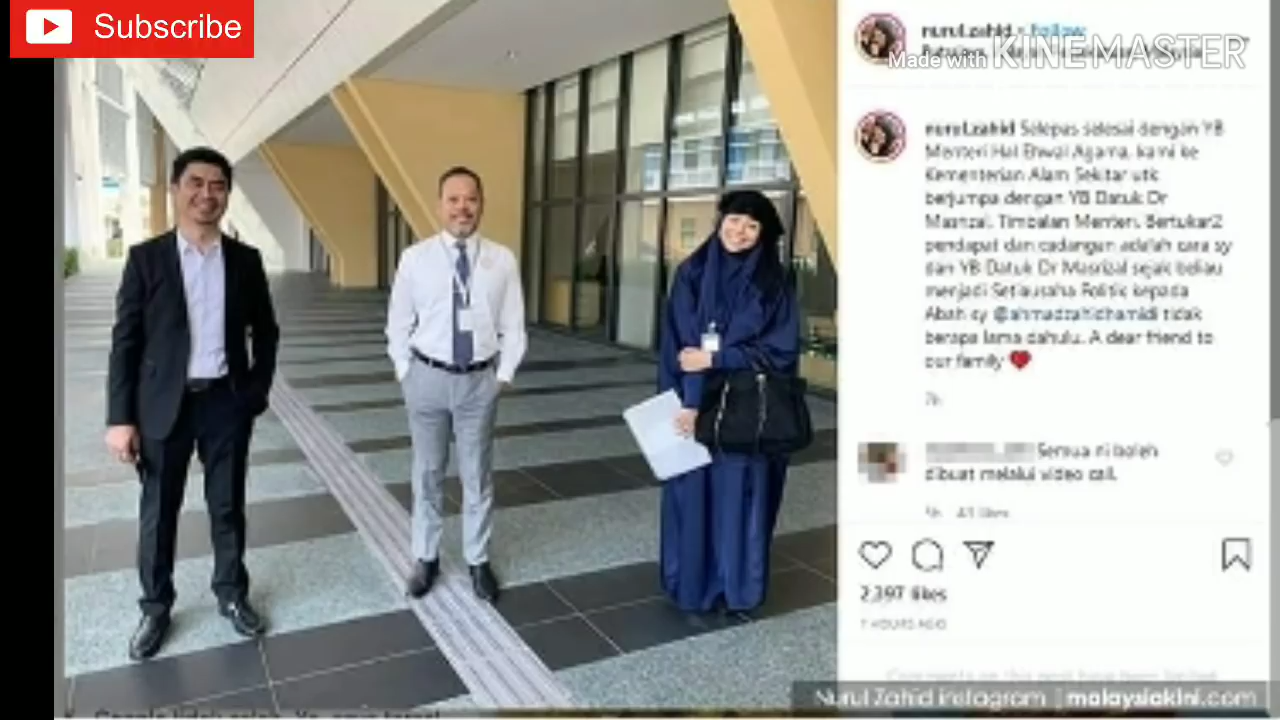 Subscribe
nurul.zahid • Follow
Made with KINEMASTER
nurul.zahid Selepas selesai dengan YB
Menteri Hal Ehwal Agama, kami ke
Kementerian Alam Sekitar utk
berjumpa dengan YB Datuk Dr
Masrizal, Timbalan Menteri. Bertukar2
pendapat dan cadangan adalah cara sy
dan YB Datuk Dr Masrizal sejak beliau
menjadi Setiausaha Politik kepada
Abah sy @ahmadzahidhamidi tidak
berapa lama dahulu. A dear friend to
our family
7h
Semua ni boleh
dibuat melalui video call.
2,397 likes
7 HOURS AGO
Nurul Zahid instagram | malaysiakini.com